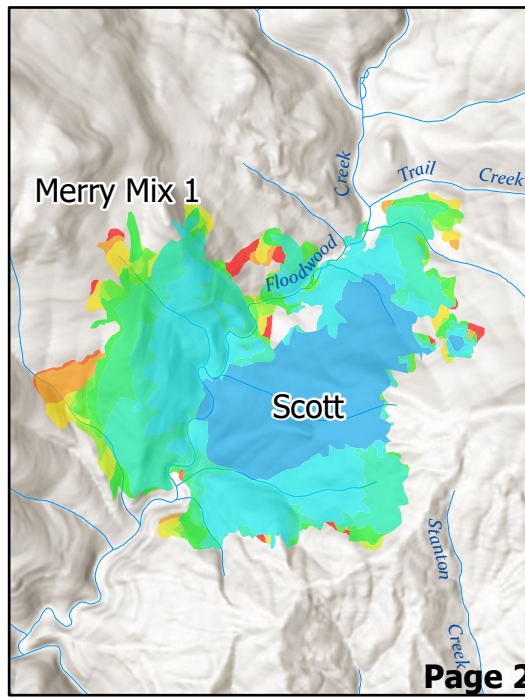 Creek
Trail
Creek
Merry Mix 1
Floodwood
Scott
Stanton
Creek
Page 2